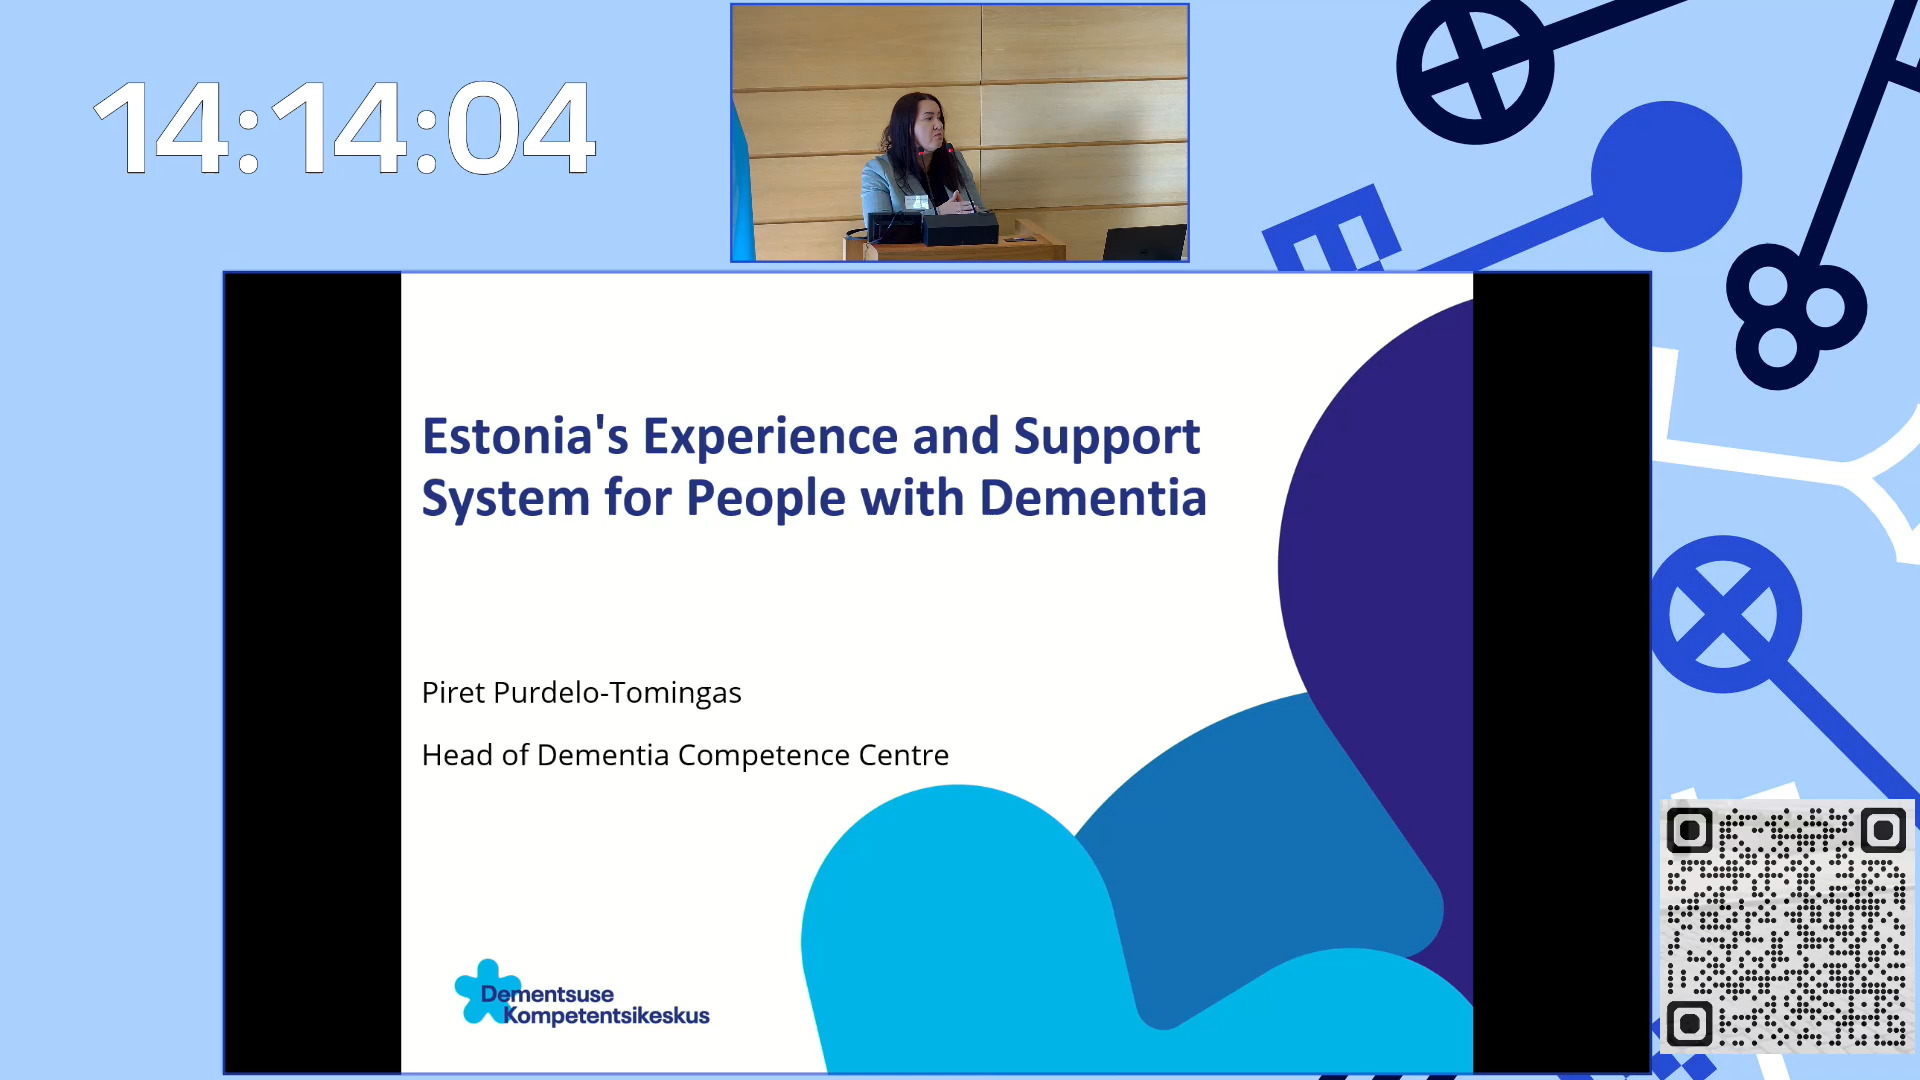 14:14:04
Estonia's Experience and Support
System for People with Dementia
Piret Purdelo-Tomingas
Head of Dementia Competence Centre
Dementsuse
Kompetentsikeskus